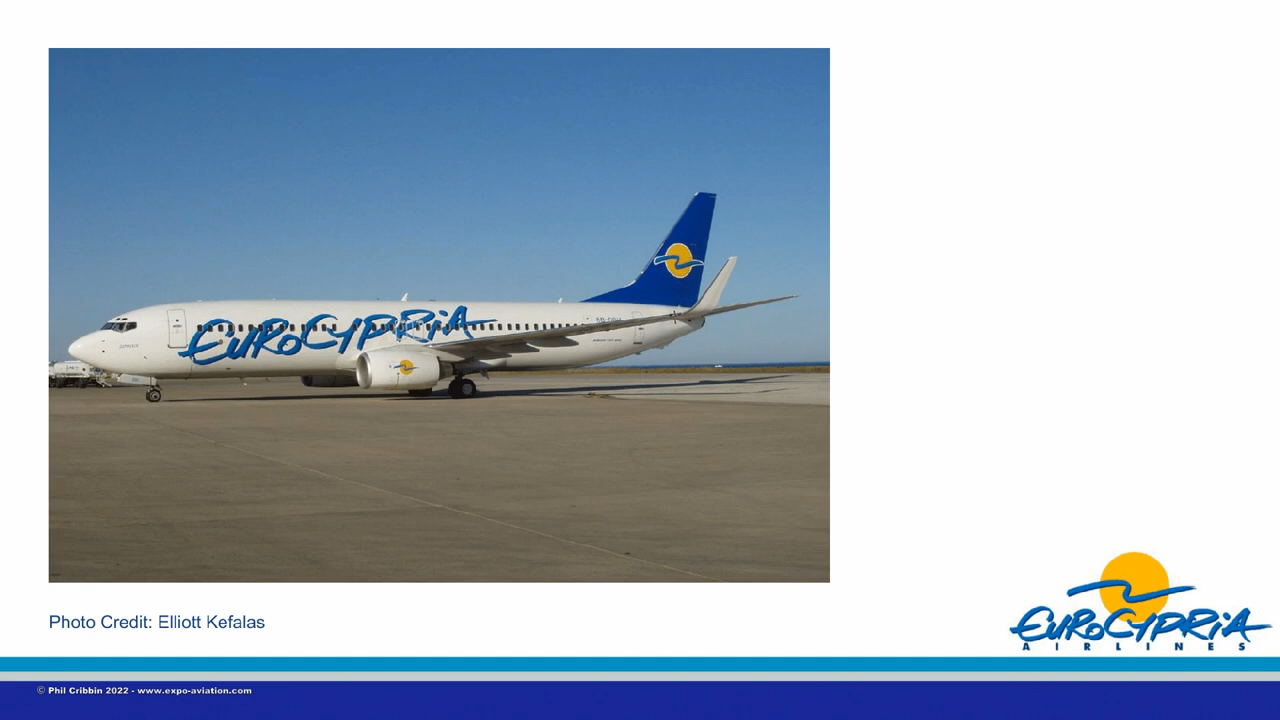 EUROCYPRIA
Photo Credit: Elliott Kefalas
EUROCYPRIA
AIRLINES
© Phil Cribbin 2022 - www.expo-aviation.com